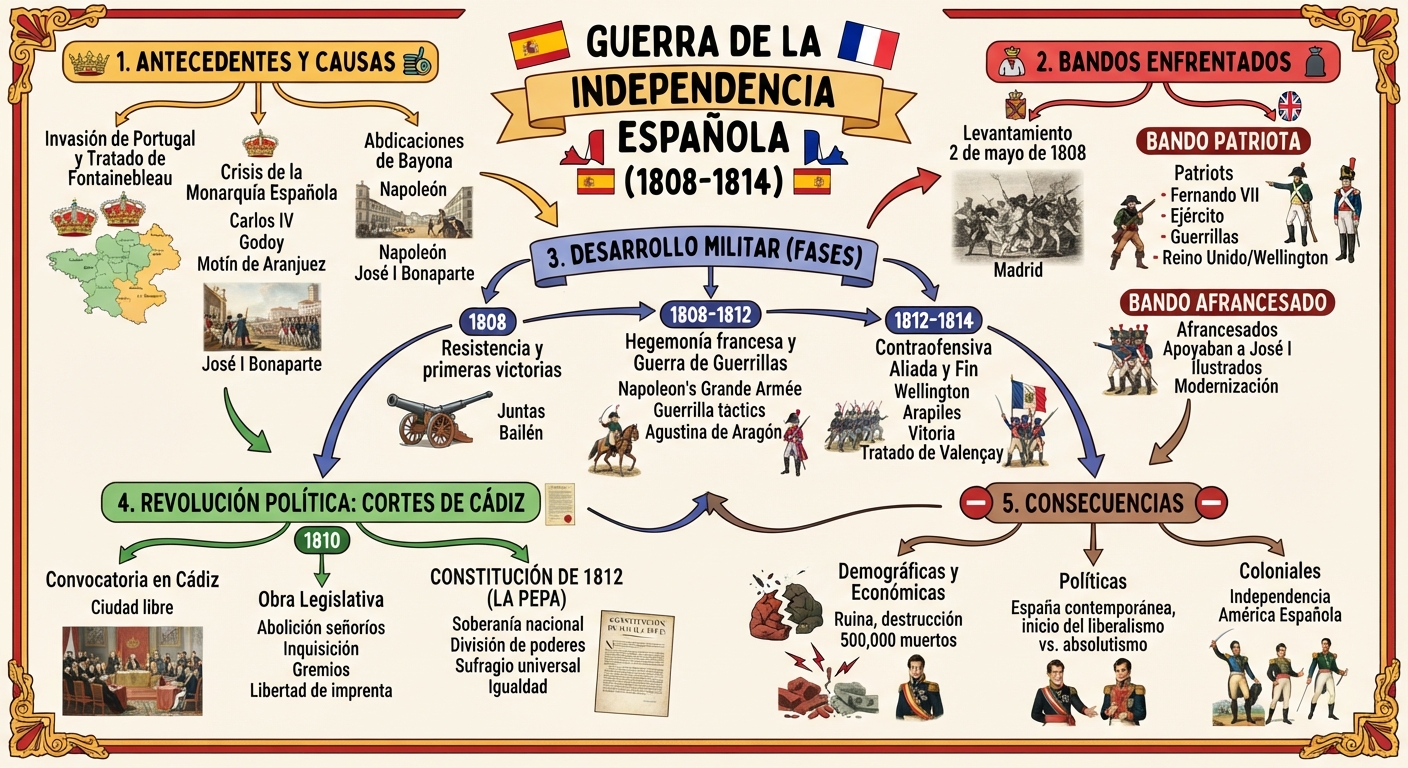 GUERRA DE LA
INDEPENDENCIA
ESPAÑOLA
(1808-1814)
1. ANTECEDENTES Y CAUSAS
Invasión de Portugal
y Tratado de
Fontainebleau
Crisis de la
Monarquía Española
Carlos IV
Godoy
Motín de Aranjuez
José I Bonaparte
Abdicaciones
de Bayona
Napoleón
Napoleón
José I Bonaparte
2. BANDOS ENFRENTADOS
Levantamiento
2 de mayo de 1808
Madrid
BANDO PATRIOTA
Patriots
- Fernando VII
- Ejército
- Guerrillas
- Reino Unido/Wellington
BANDO AFRANCESADO
Afrancesados
Apoyaban a José I
Ilustrados
Modernización
3. DESARROLLO MILITAR (FASES)
1808
Resistencia y
primeras victorias
Juntas
Bailén
1808-1812
Hegemonía francesa y
Guerra de Guerrillas
Napoleon's Grande Armée
Guerrilla tàctics
Agustina de Aragón
1812-1814
Contraofensiva
Aliada y Fin
Wellington
Arapiles
Vitoria
Tratado de Valençay
4. REVOLUCIÓN POLÍTICA: CORTES DE CÁDIZ
Convocatoria en Cádiz
Ciudad libre
1810
Obra Legislativa
Abolición señoríos
Inquisición
Gremios
Libertad de imprenta
CONSTITUCIÓN DE 1812
(LA PEPA)
Soberanía nacional
División de poderes
Sufragio universal
Igualdad
5. CONSECUENCIAS
Demográficas y
Económicas
Ruina, destrucción
500,000 muertos
Políticas
España contemporánea,
inicio del liberalismo
vs. absolutismo
Coloniales
Independencia
América Española